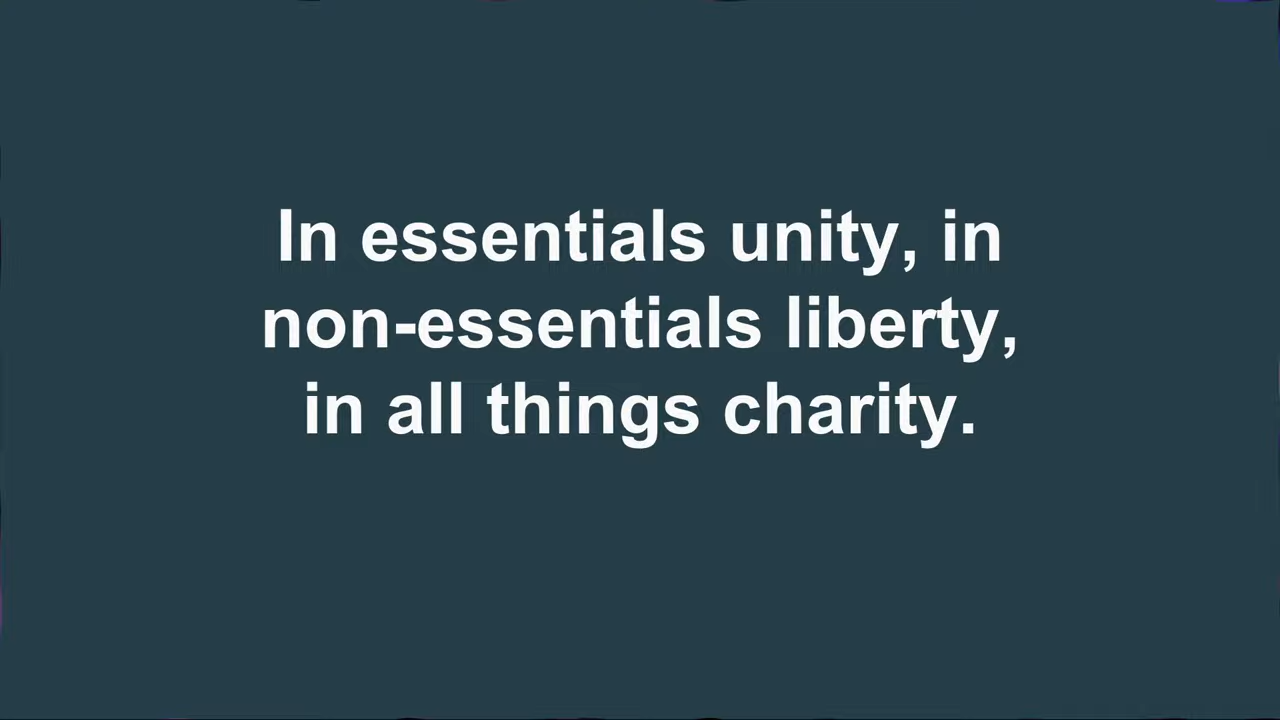 In essentials unity, in
non-essentials liberty,
in all things charity.